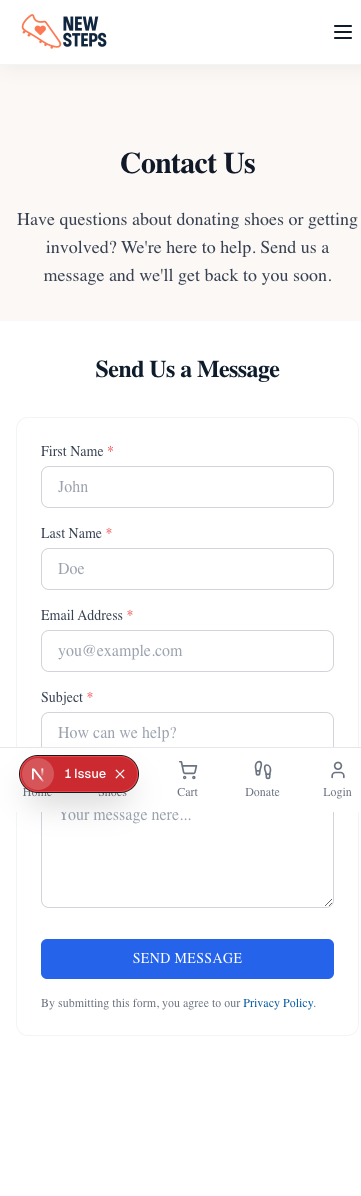 NEW
STEPS
Contact Us
Have questions about donating shoes or getting
involved? We're here to help. Send us a
message and we'll get back to you soon.
Send Us a Message
First Name *
John
Last Name *
Doe
Email Address *
you@example.com
Subject *
How can we help?
N 1 Issue
Home Shoes Cart Donate Login
Your message here...
SEND MESSAGE
By submitting this form, you agree to our Privacy Policy.